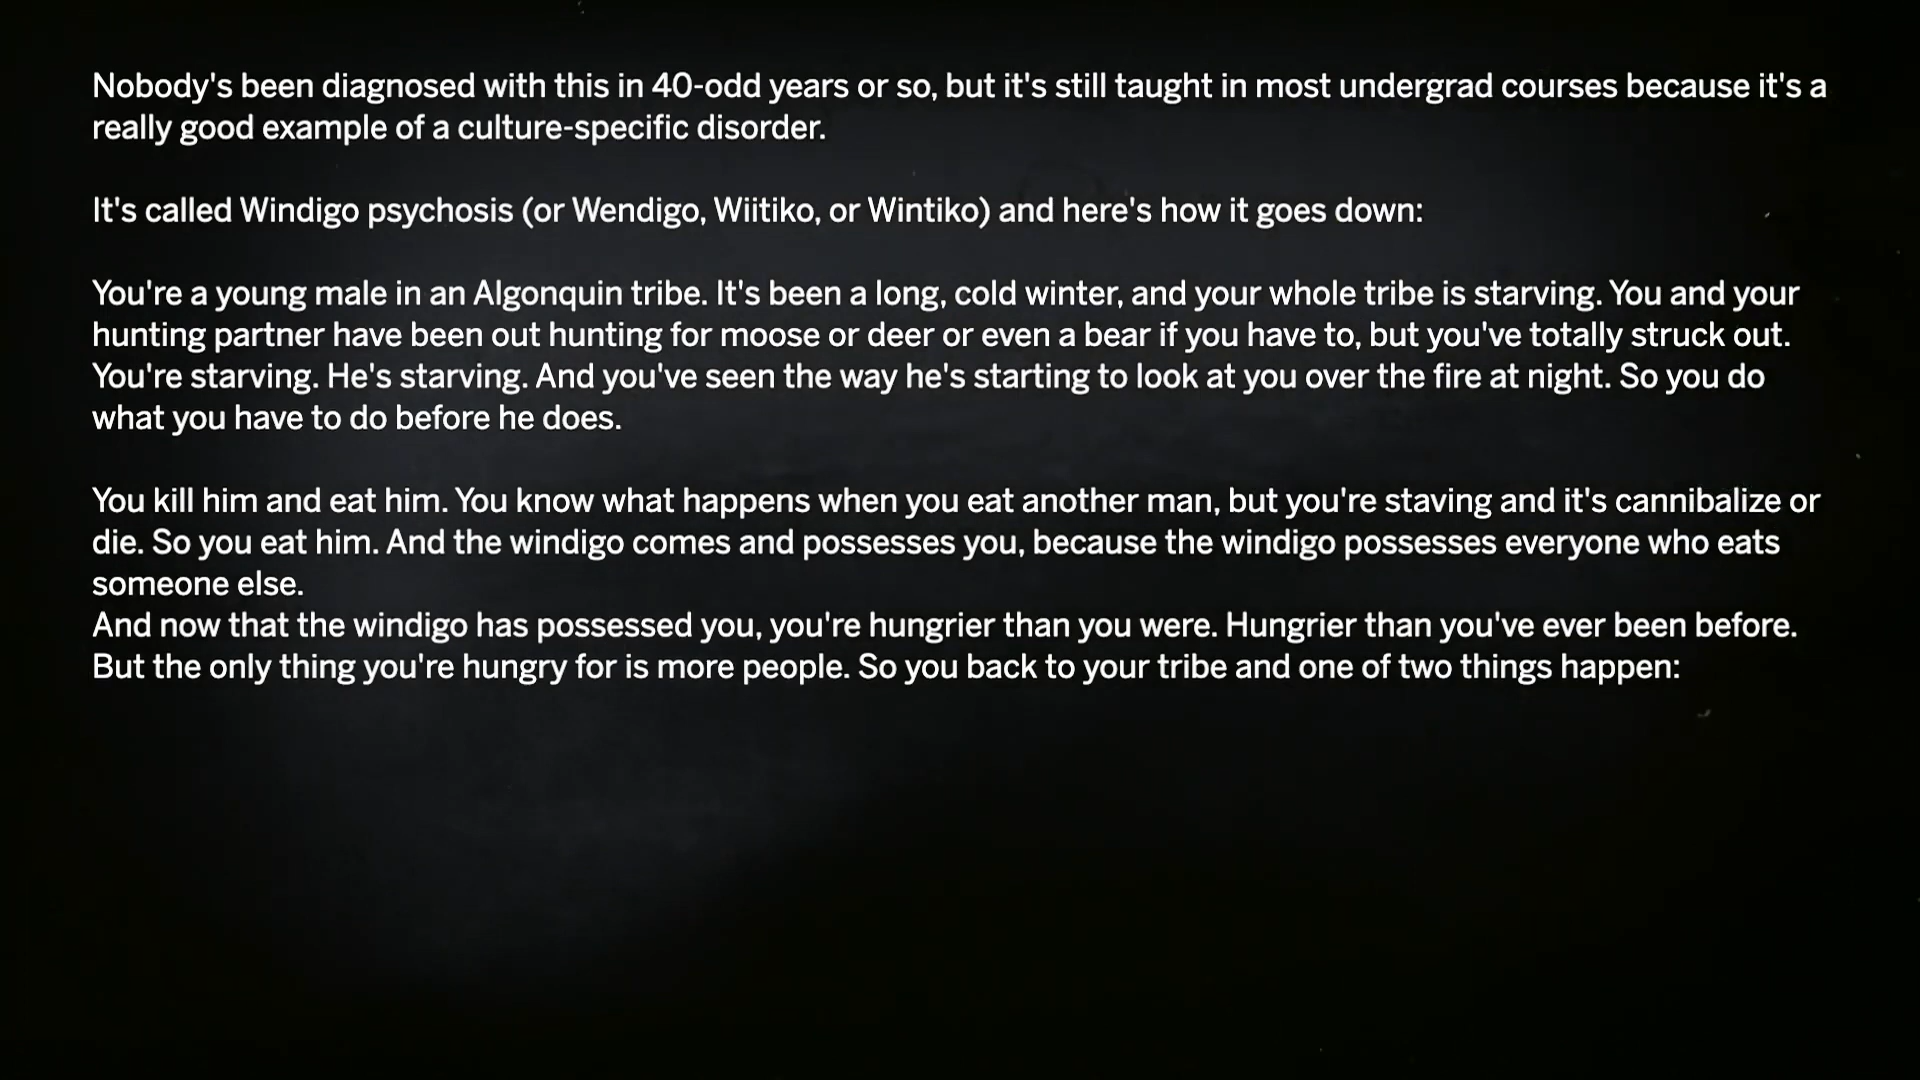 Nobody's been diagnosed with this in 40-odd years or so, but it's still taught in most undergrad courses because it's a
really good example of a culture-specific disorder.
It's called Windigo psychosis (or Wendigo, Wiitiko, or Wintiko) and here's how it goes down:
You're a young male in an Algonquin tribe. It's been a long, cold winter, and your whole tribe is starving. You and your
hunting partner have been out hunting for moose or deer or even a bear if you have to, but you've totally struck out.
You're starving. He's starving. And you've seen the way he's starting to look at you over the fire at night. So you do
what you have to do before he does.
You kill him and eat him. You know what happens when you eat another man, but you're staving and it's cannibalize or
die. So you eat him. And the windigo comes and possesses you, because the windigo possesses everyone who eats
someone else.
And now that the windigo has possessed you, you're hungrier than you were. Hungrier than you've ever been before.
But the only thing you're hungry for is more people. So you back to your tribe and one of two things happen: